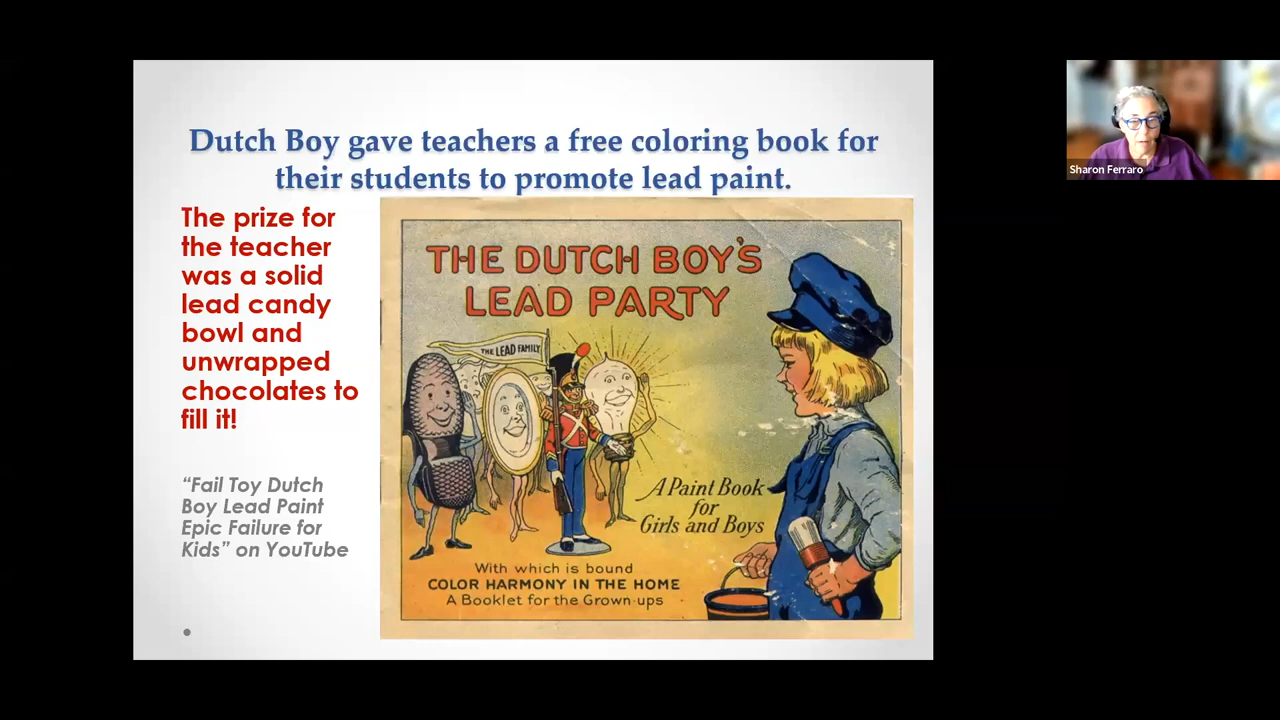 Dutch Boy gave teachers a free coloring book for
their students to promote lead paint.
The prize for
the teacher
was a solid
lead candy
bowl and
unwrapped
chocolates to
fill it!
“Fail Toy Dutch
Boy Lead Paint
Epic Failure for
Kids” on YouTube
THE DUTCH BOY'S
LEAD PARTY
THE LEAD FAMILY
A Paint Book
for
Girls and Boys
With which is bound
COLOR HARMONY IN THE HOME
A Booklet for the Grown-ups
Sharon Ferraro